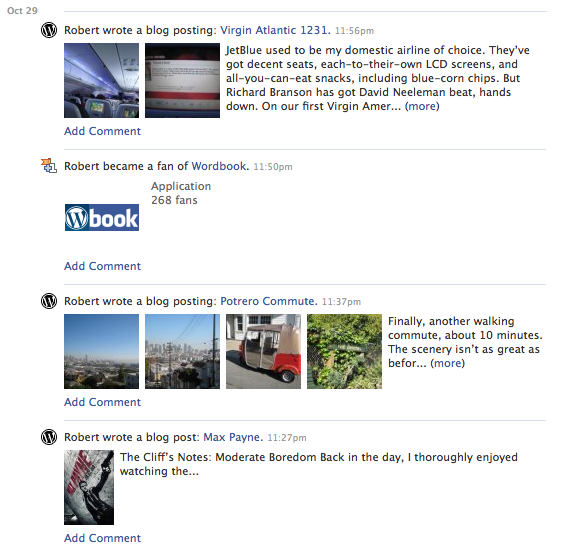 Oct 29
Robert wrote a blog posting: Virgin Atlantic 1231. 11:56pm
JetBlue used to be my domestic airline of choice. They've
got decent seats, each-to-their-own LCD screens, and
all-you-can-eat snacks, including blue-corn chips. But
Richard Branson has got David Neeleman beat, hands
down. On our first Virgin Amer... (more)
Add Comment
Robert became a fan of Wordbook. 11:50pm
Application
268 fans
Wbook
Add Comment
Robert wrote a blog posting: Potrero Commute. 11:37pm
Finally, another walking
commute, about 10 minutes.
The scenery isn't as great as
befor... (more)
Add Comment
Robert wrote a blog post: Max Payne. 11:27pm
The Cliff's Notes: Moderate Boredom Back in the day, I thoroughly enjoyed
watching the...
Add Comment